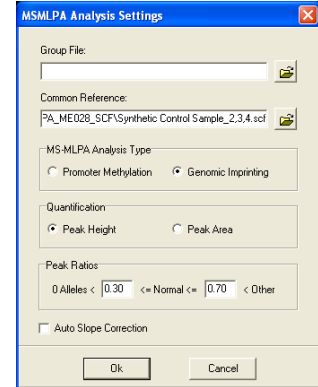 MSMLPA Analysis Settings
Group File:
Common Reference:
PA_ME028_SCF\Synthetic Control Sample_2,3,4.scf
MS-MLPA Analysis Type
Promoter Methylation Genomic Imprinting
Quantification
Peak Height Peak Area
Peak Ratios
0 Alleles < 0.30 <= Normal <= 0.70 < Other
Auto Slope Correction
Ok Cancel